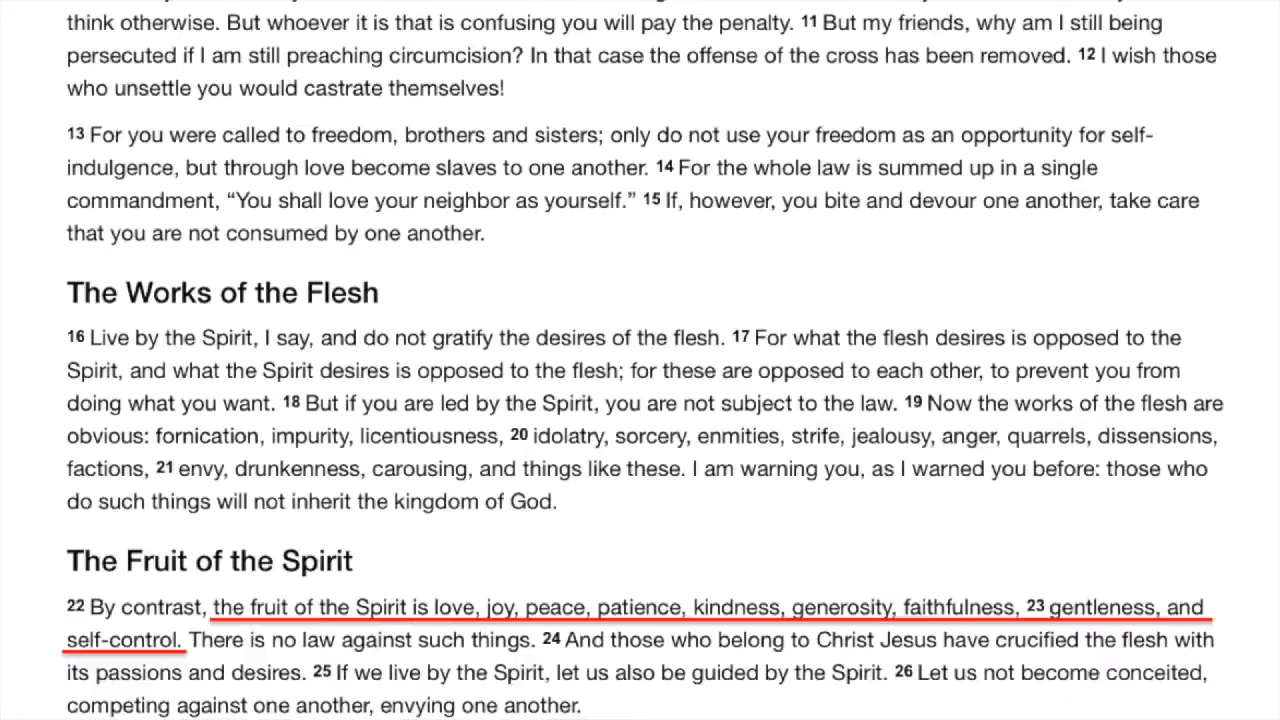 think otherwise. But whoever it is that is confusing you will pay the penalty. 11 But my friends, why am I still being
persecuted if I am still preaching circumcision? In that case the offense of the cross has been removed. 12 I wish those
who unsettle you would castrate themselves!
13 For you were called to freedom, brothers and sisters; only do not use your freedom as an opportunity for self-
indulgence, but through love become slaves to one another. 14 For the whole law is summed up in a single
commandment, “You shall love your neighbor as yourself.” 15 If, however, you bite and devour one another, take care
that you are not consumed by one another.
The Works of the Flesh
16 Live by the Spirit, I say, and do not gratify the desires of the flesh. 17 For what the flesh desires is opposed to the
Spirit, and what the Spirit desires is opposed to the flesh; for these are opposed to each other, to prevent you from
doing what you want. 18 But if you are led by the Spirit, you are not subject to the law. 19 Now the works of the flesh are
obvious: fornication, impurity, licentiousness, 20 idolatry, sorcery, enmities, strife, jealousy, anger, quarrels, dissensions,
factions, 21 envy, drunkenness, carousing, and things like these. I am warning you, as I warned you before: those who
do such things will not inherit the kingdom of God.
The Fruit of the Spirit
22 By contrast, the fruit of the Spirit is love, joy, peace, patience, kindness, generosity, faithfulness, 23 gentleness, and
self-control. There is no law against such things. 24 And those who belong to Christ Jesus have crucified the flesh with
its passions and desires. 25 If we live by the Spirit, let us also be guided by the Spirit. 26 Let us not become conceited,
competing against one another, envying one another.